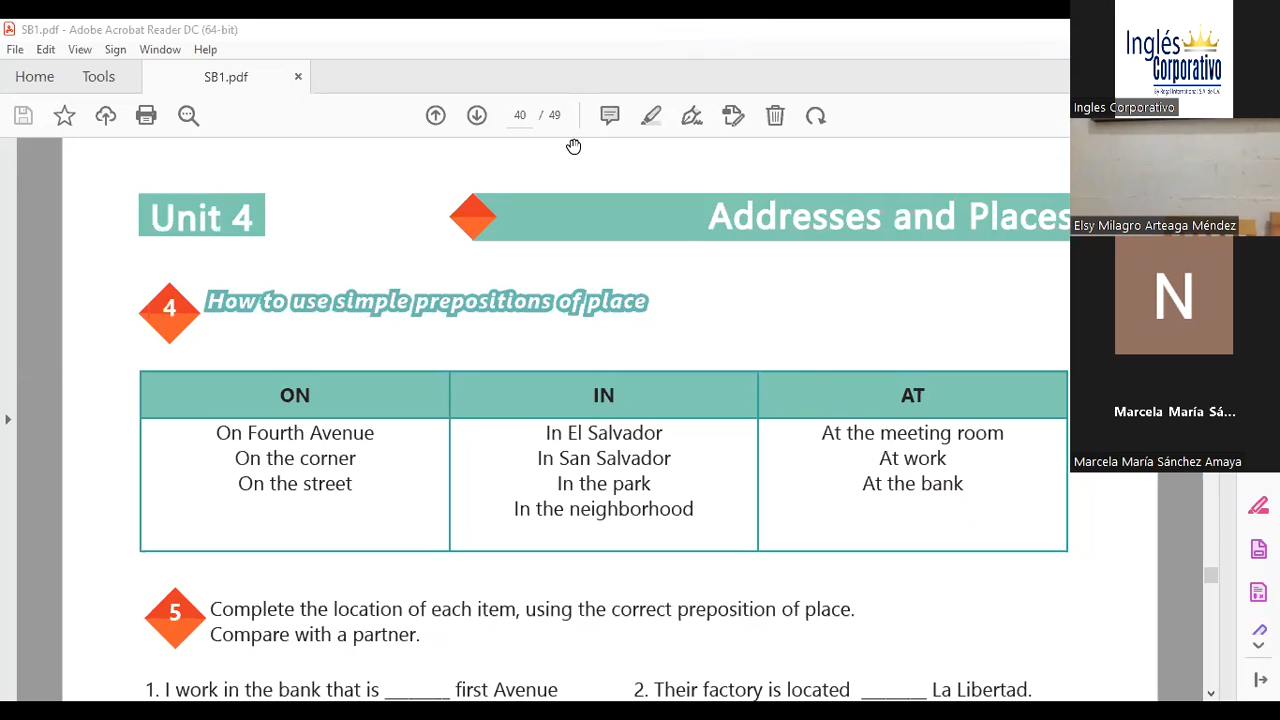 SB1.pdf - Adobe Acrobat Reader DC (64-bit)
File Edit View Sign Window Help
Home Tools SB1.pdf ×
40 / 49
Unit 4
Addresses and Places
4 How to use simple prepositions of place
ON IN AT
On Fourth Avenue In El Salvador At the meeting room
On the corner In San Salvador At work
On the street In the park At the bank
In the neighborhood
5 Complete the location of each item, using the correct preposition of place.
Compare with a partner.
1. I work in the bank that is _______ first Avenue 2. Their factory is located _______ La Libertad.
Inglés
Corporativo
Ingles Corporativo
Elsy Milagro Arteaga Méndez
N
Marcela María Sá...
Marcela María Sánchez Amaya